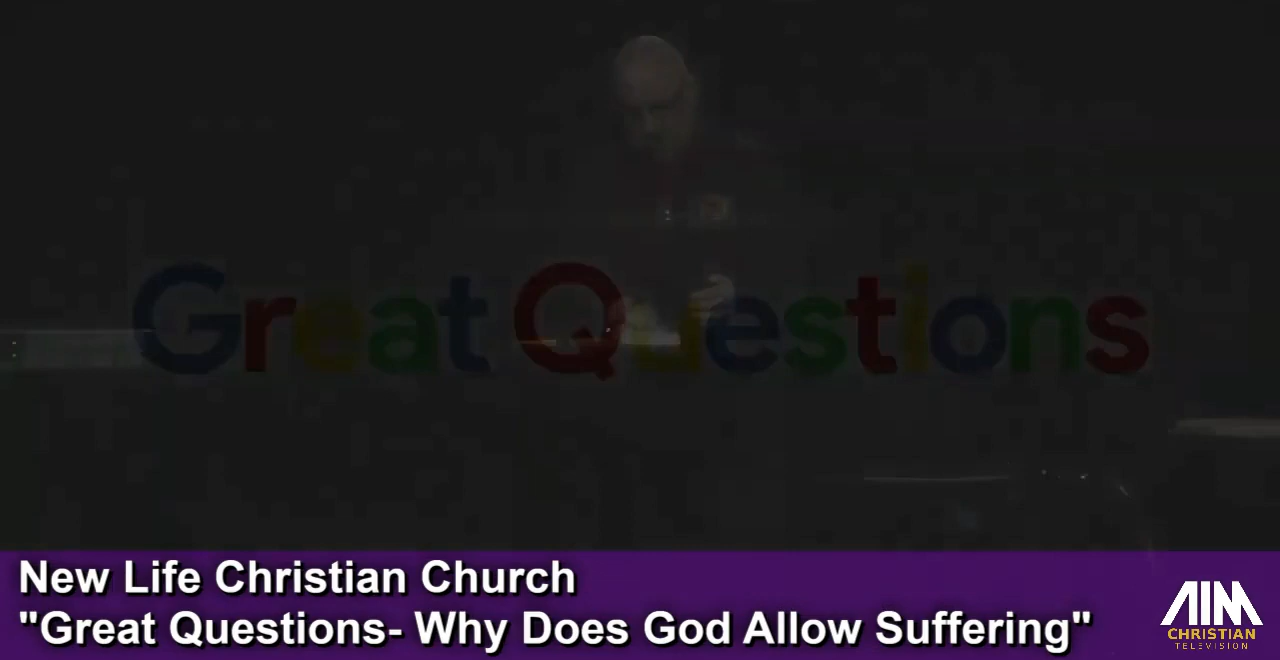 Great Questions
New Life Christian Church
"Great Questions- Why Does God Allow Suffering"
AIM
CHRISTIAN
TELEVISION